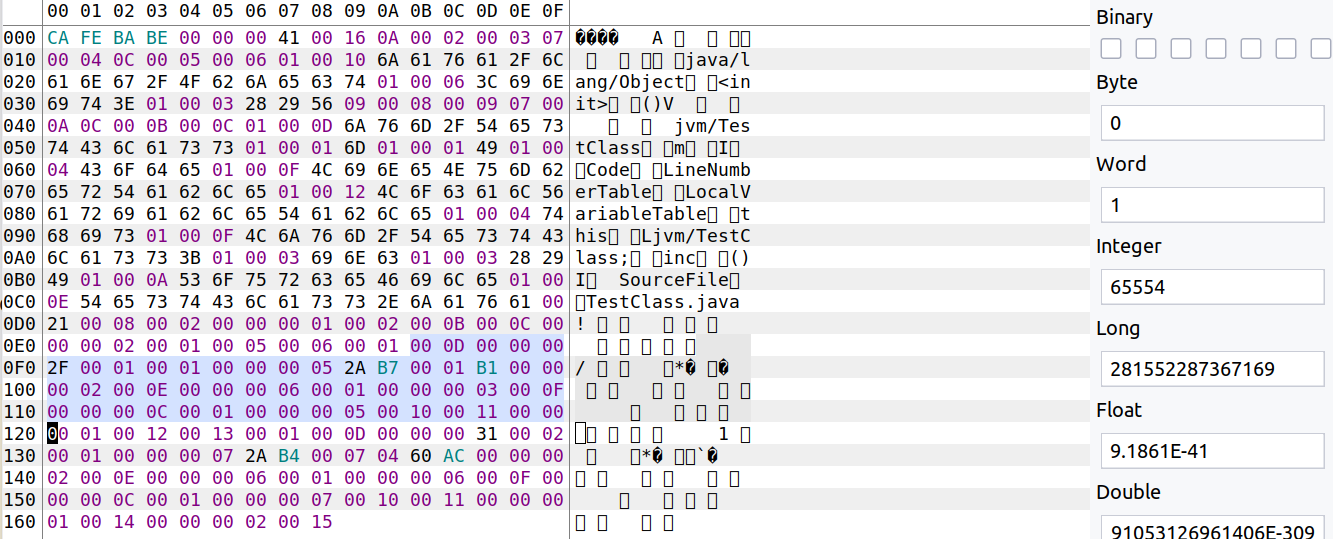 00 01 02 03 04 05 06 07 08 09 0A 0B 0C 0D 0E 0F
000 CA FE BA BE 00 00 00 41 00 16 0A 00 02 00 03 07 ���� A ▯ ▯ ▯▯
010 00 04 0C 00 05 00 06 01 00 10 6A 61 76 61 2F 6C ▯ ▯ ▯▯ ▯java/l
020 61 6E 67 2F 4F 62 6A 65 63 74 01 00 06 3C 69 6E ang/Object▯ ▯<in
030 69 74 3E 01 00 03 28 29 56 09 00 08 00 09 07 00 it>▯ ▯()V ▯ ▯
040 0A 0C 00 0B 00 0C 01 00 0D 6A 76 6D 2F 54 65 73 ▯ ▯ jvm/Tes
050 74 43 6C 61 73 73 01 00 01 6D 01 00 01 49 01 00 tClass▯ ▯m▯ ▯I▯
060 04 43 6F 64 65 01 00 0F 4C 69 6E 65 4E 75 6D 62 ▯Code▯ ▯LineNumb
070 65 72 54 61 62 6C 65 01 00 12 4C 6F 63 61 6C 56 erTable▯ ▯LocalV
080 61 72 69 61 62 6C 65 54 61 62 6C 65 01 00 04 74 ariableTable▯ ▯t
090 68 69 73 01 00 0F 4C 6A 76 6D 2F 54 65 73 74 43 his▯ ▯Ljvm/TestC
0A0 6C 61 73 73 3B 01 00 03 69 6E 63 01 00 03 28 29 lass;▯ ▯inc▯ ▯()
0B0 49 01 00 0A 53 6F 75 72 63 65 46 69 6C 65 01 00 I▯ SourceFile▯
0C0 0E 54 65 73 74 43 6C 61 73 73 2E 6A 61 76 61 00 ▯TestClass.java
0D0 21 00 08 00 02 00 00 00 01 00 02 00 0B 00 0C 00 ! ▯ ▯ ▯ ▯ ▯
0E0 00 00 02 00 01 00 05 00 06 00 01 00 0D 00 00 00 ▯ ▯ ▯ ▯ ▯
0F0 2F 00 01 00 01 00 00 00 05 2A B7 00 01 B1 00 00 / ▯ ▯ ▯*� ▯�
100 00 02 00 0E 00 00 00 06 00 01 00 00 00 03 00 0F ▯ ▯ ▯ ▯ ▯ ▯
110 00 00 00 0C 00 01 00 00 00 05 00 10 00 11 00 00 ▯ ▯ ▯ ▯
120 00 01 00 12 00 13 00 01 00 0D 00 00 00 31 00 02 ▯ ▯ ▯ ▯ 1 ▯
130 00 01 00 00 00 07 2A B4 00 07 04 60 AC 00 00 00 ▯ ▯*� ▯▯`�
140 02 00 0E 00 00 00 06 00 01 00 00 00 06 00 0F 00 ▯ ▯ ▯ ▯ ▯ ▯
150 00 00 0C 00 01 00 00 00 07 00 10 00 11 00 00 00 ▯ ▯ ▯ ▯
160 01 00 14 00 00 00 02 00 15 ▯ ▯ ▯ ▯
Binary
Byte
0
Word
1
Integer
65554
Long
281552287367169
Float
9.1861E-41
Double
91053126961406E-309